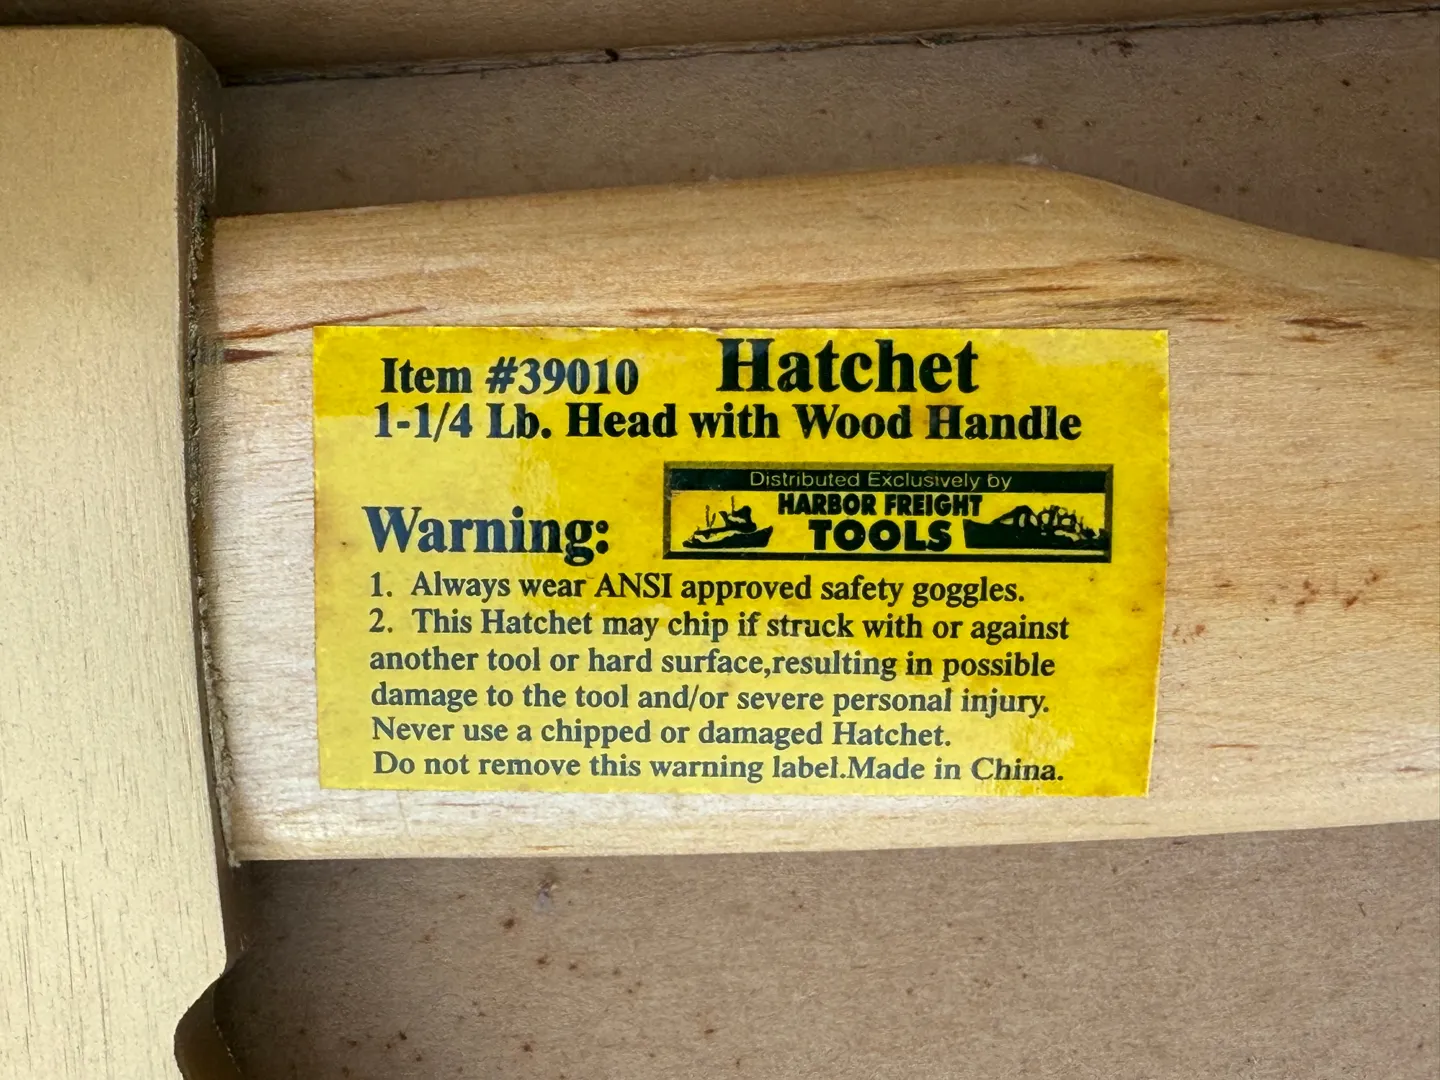 Item #39010 Hatchet
1-1/4 Lb. Head with Wood Handle
Distributed Exclusively by
HARBOR FREIGHT
TOOLS
Warning:
1. Always wear ANSI approved safety goggles.
2. This Hatchet may chip if struck with or against
another tool or hard surface,resulting in possible
damage to the tool and/or severe personal injury.
Never use a chipped or damaged Hatchet.
Do not remove this warning label.Made in China.